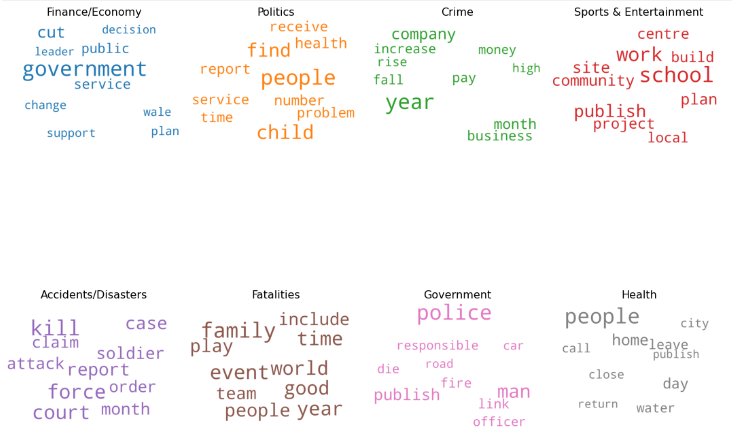 Finance/Economy
cut
decision
leader
public
government
service
change
wale
support
plan
Politics
receive
find
health
report
people
service
number
time
problem
child
Crime
company
increase
money
rise
high
fall
pay
year
month
business
Sports & Entertainment
centre
work
build
site
community
school
plan
publish
project
local
Accidents/Disasters
kill
case
claim
soldier
attack
report
force
order
court
month
Fatalities
include
family
time
play
event
world
team
good
people
year
Government
police
responsible
car
road
die
fire
publish
man
link
officer
Health
people
city
home
leave
call
publish
close
day
return
water